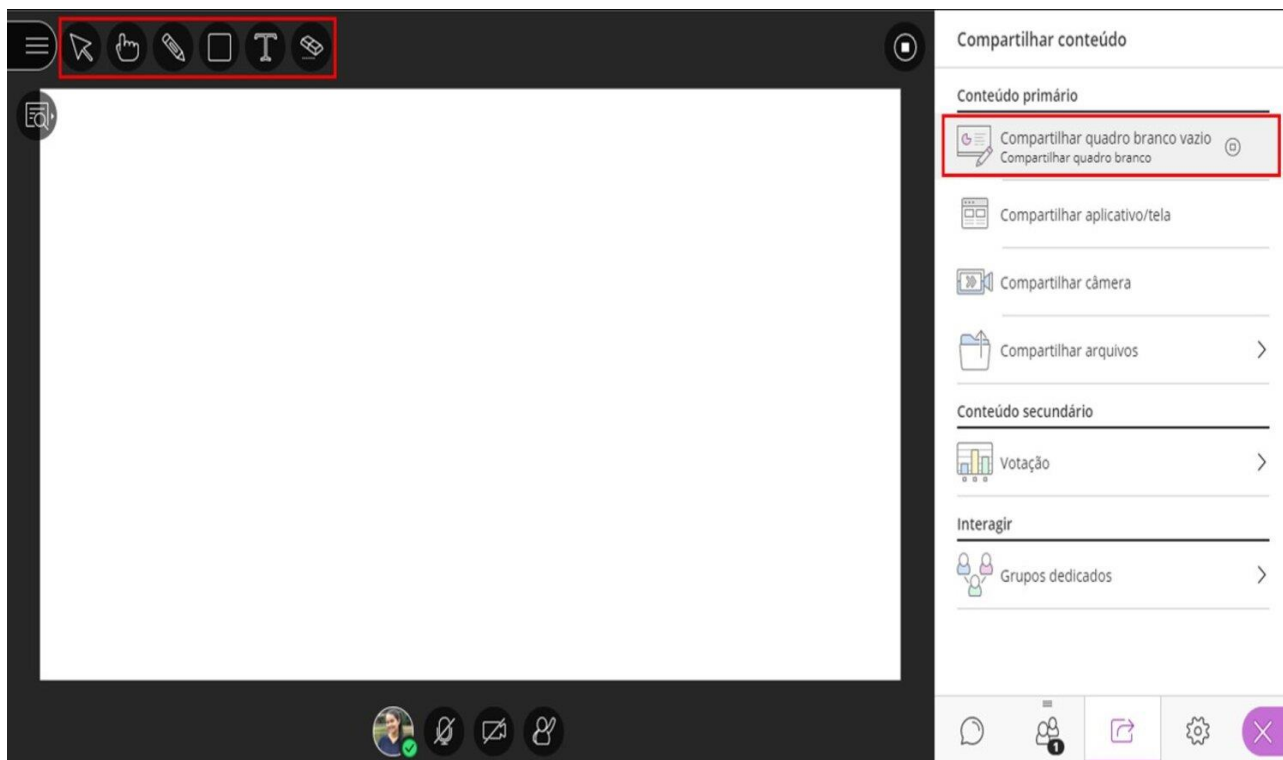 Compartilhar conteúdo
Conteúdo primário
Compartilhar quadro branco vazio
Compartilhar quadro branco
Compartilhar aplicativo/tela
Compartilhar câmera
Compartilhar arquivos
Conteúdo secundário
Votação
Interagir
Grupos dedicados
1